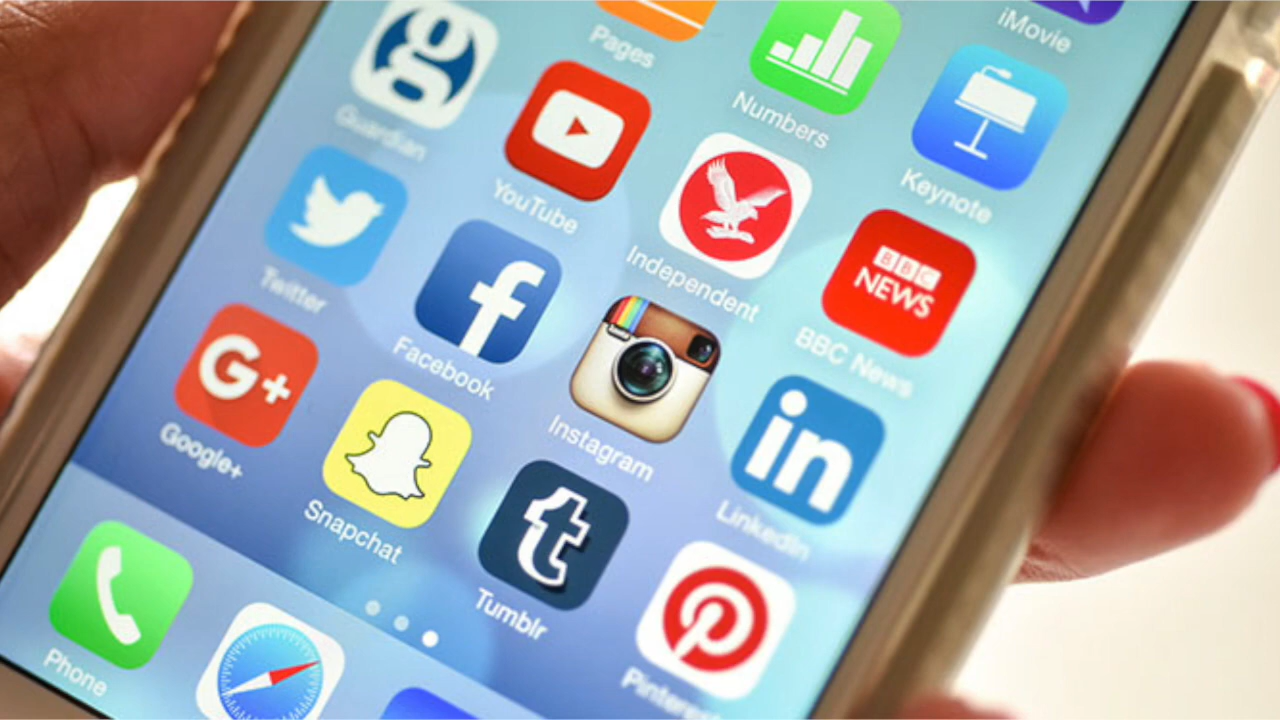 Pages
iMovie
g
Guardian
YouTube
Numbers
Keynote
Twitter
f
Facebook
Independent
BBC
NEWS
BBC News
G+
Google+
Snapchat
Instagram
in
LinkedIn
t
Tumblr
Phone